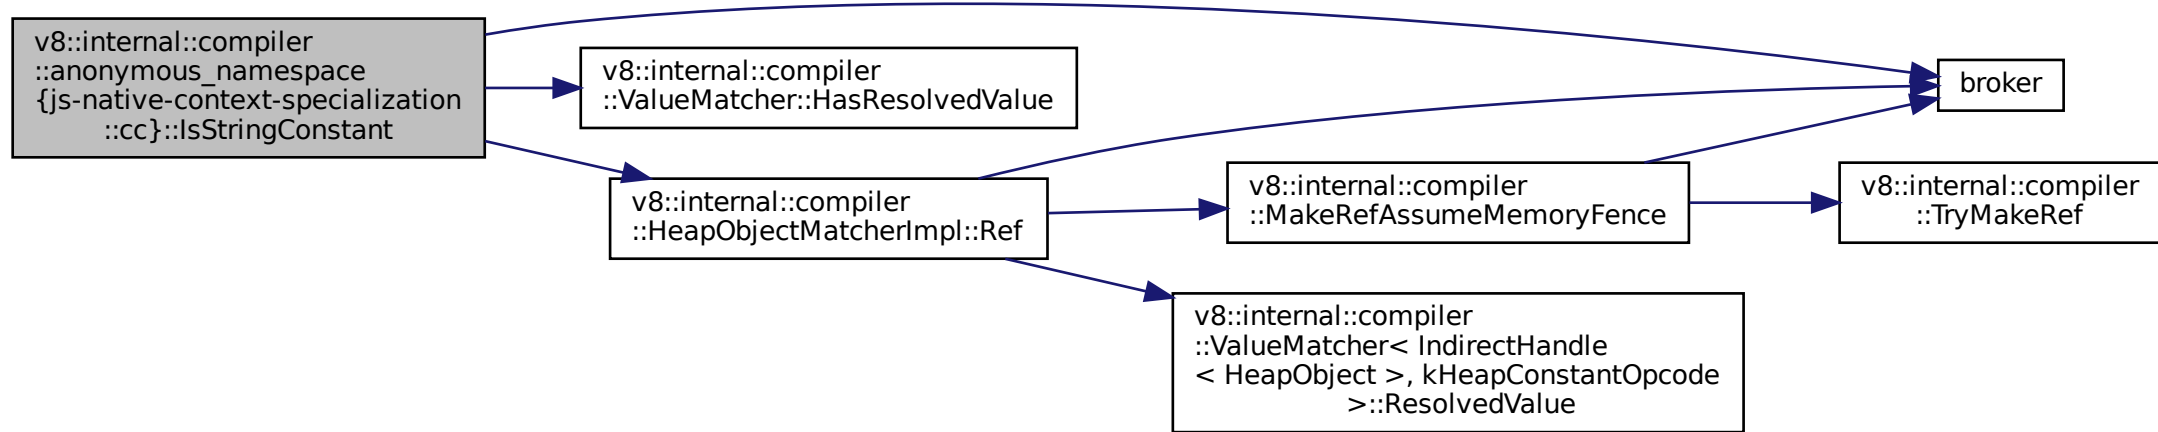 v8::internal::compiler
::anonymous_namespace
{js-native-context-specialization
::cc}::IsStringConstant
v8::internal::compiler
::ValueMatcher::HasResolvedValue
broker
v8::internal::compiler
::HeapObjectMatcherImpl::Ref
v8::internal::compiler
::MakeRefAssumeMemoryFence
v8::internal::compiler
::TryMakeRef
v8::internal::compiler
::ValueMatcher< IndirectHandle
< HeapObject >, kHeapConstantOpcode
>::ResolvedValue